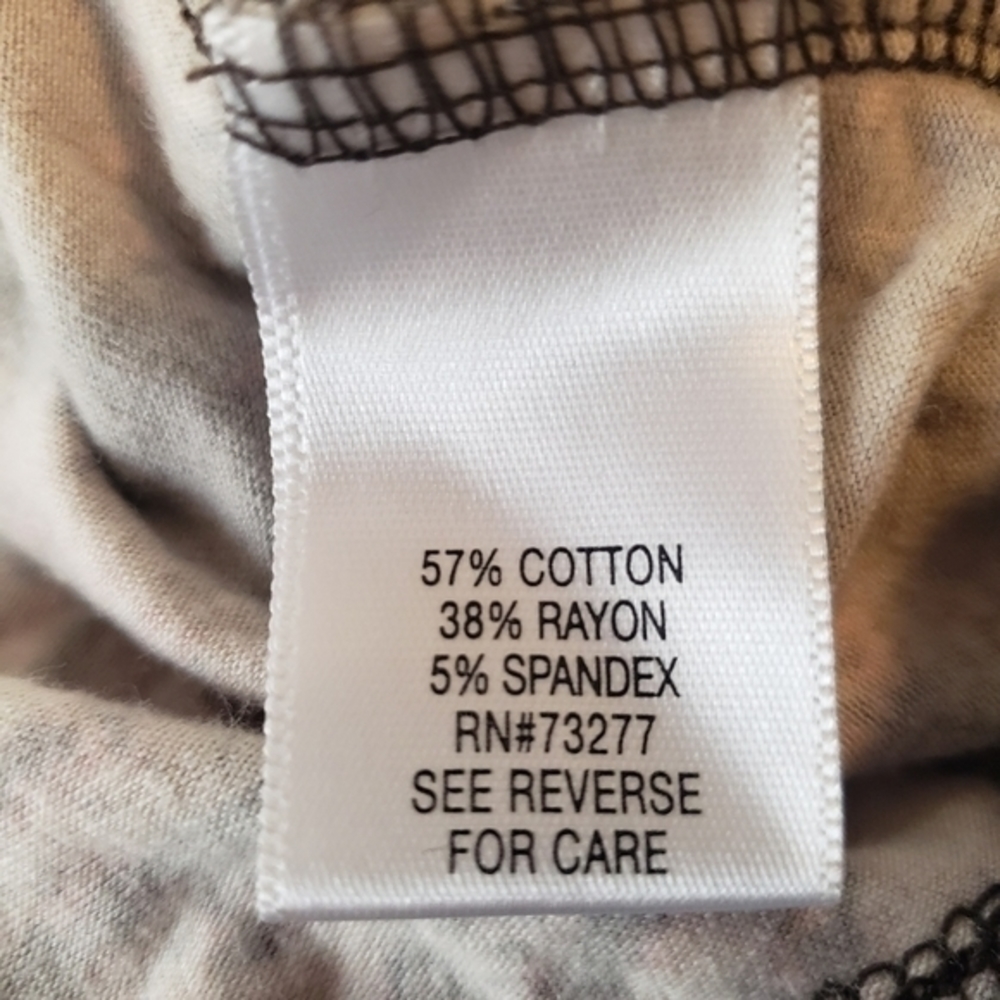 57% COTTON
38% RAYON
5% SPANDEX
RN#73277
SEE REVERSE
FOR CARE